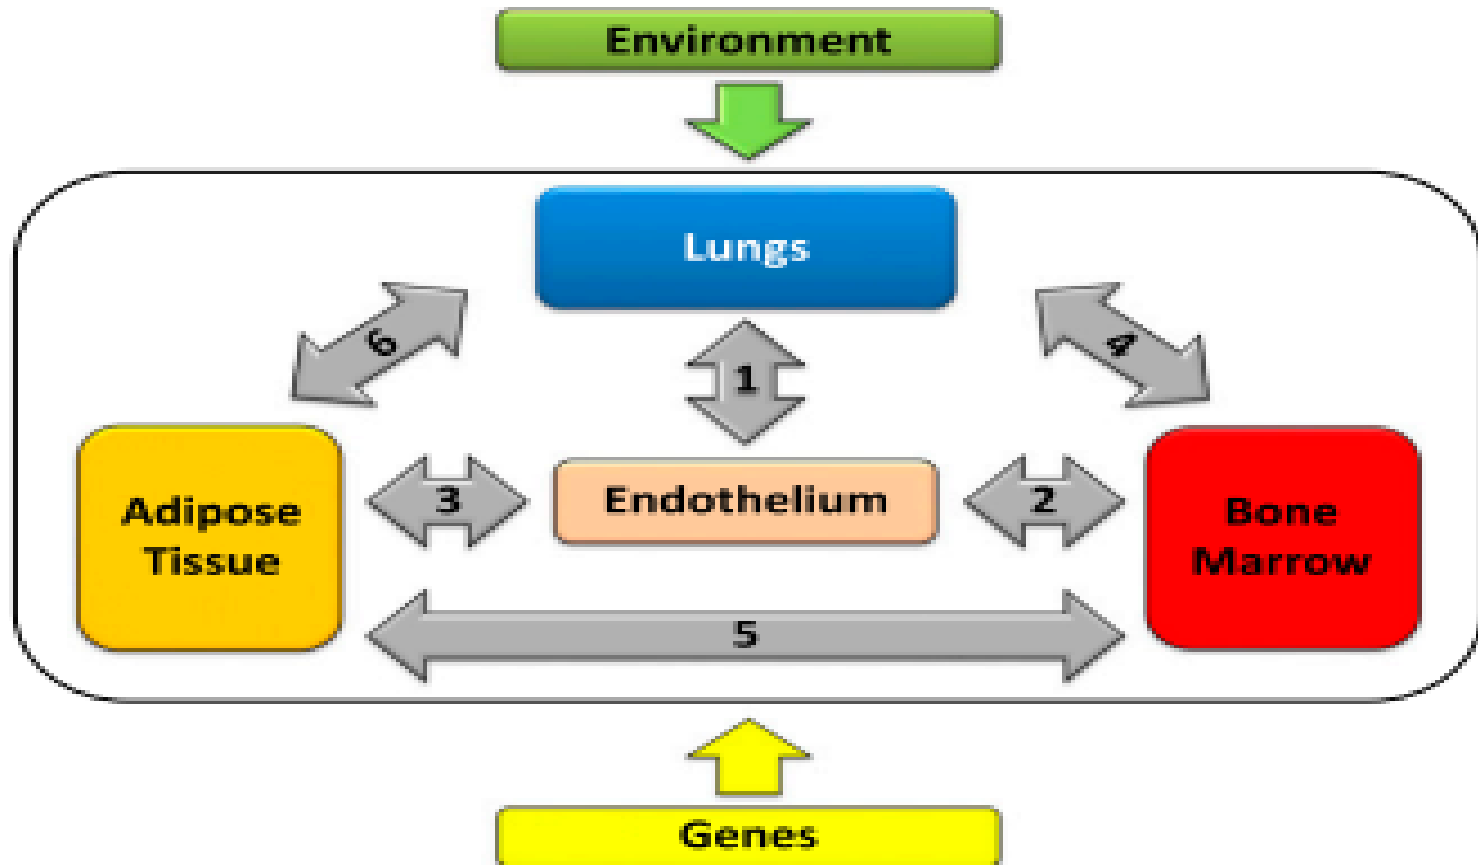 Environment
Lungs
6
4
1
Adipose
Tissue
3
Endothelium
2
Bone
Marrow
5
Genes